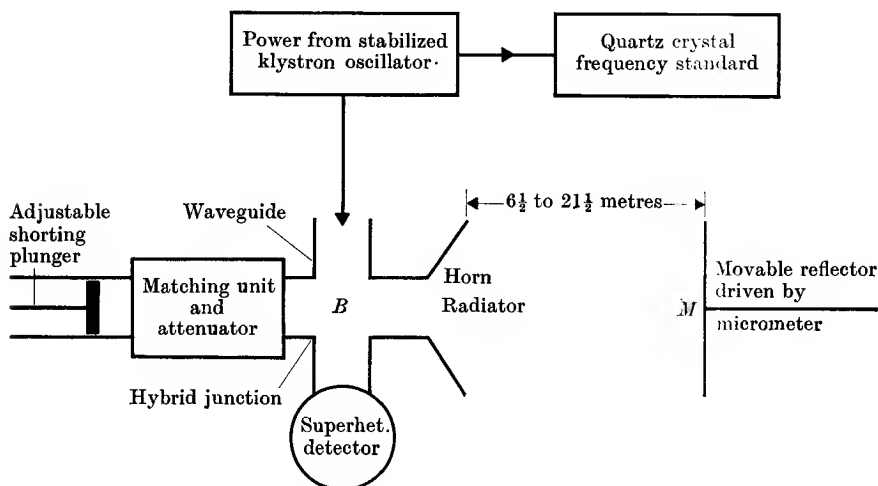 Power from stabilized
klystron oscillator.
Quartz crystal
frequency standard
6½ to 21½ metres
Adjustable
shorting
plunger
Waveguide
Matching unit
and
attenuator
B
Horn
Radiator
M
Movable reflector
driven by
micrometer
Hybrid junction
Superhet.
detector